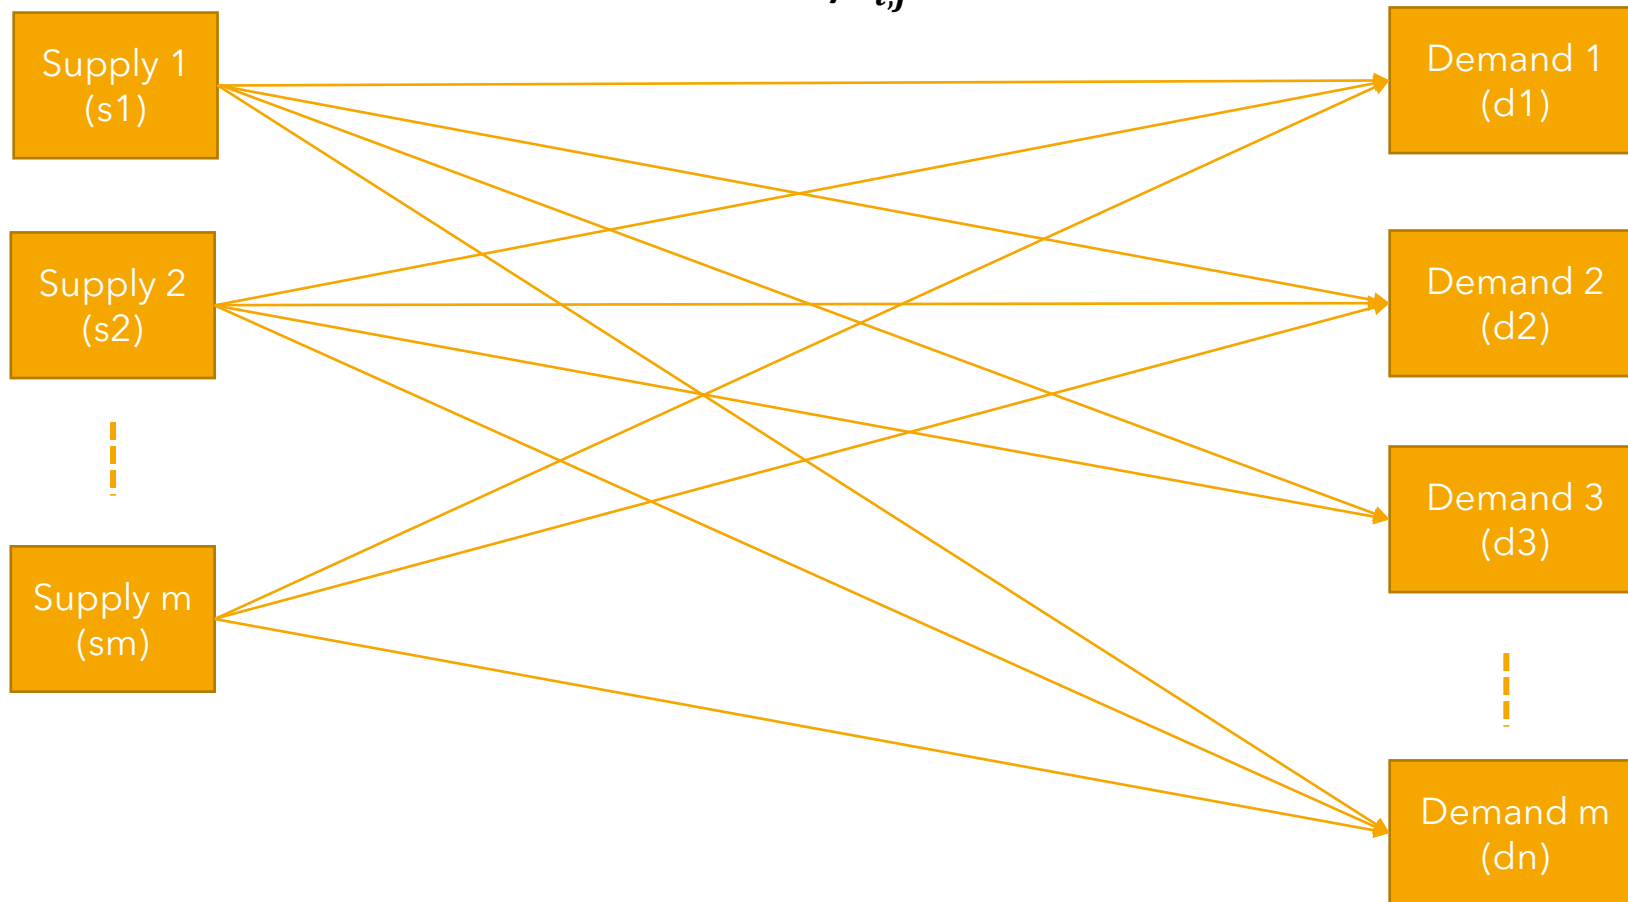 i,j
Supply 1
(s1)
Demand 1
(d1)
Supply 2
(s2)
Demand 2
(d2)
Demand 3
(d3)
Supply m
(sm)
Demand m
(dn)